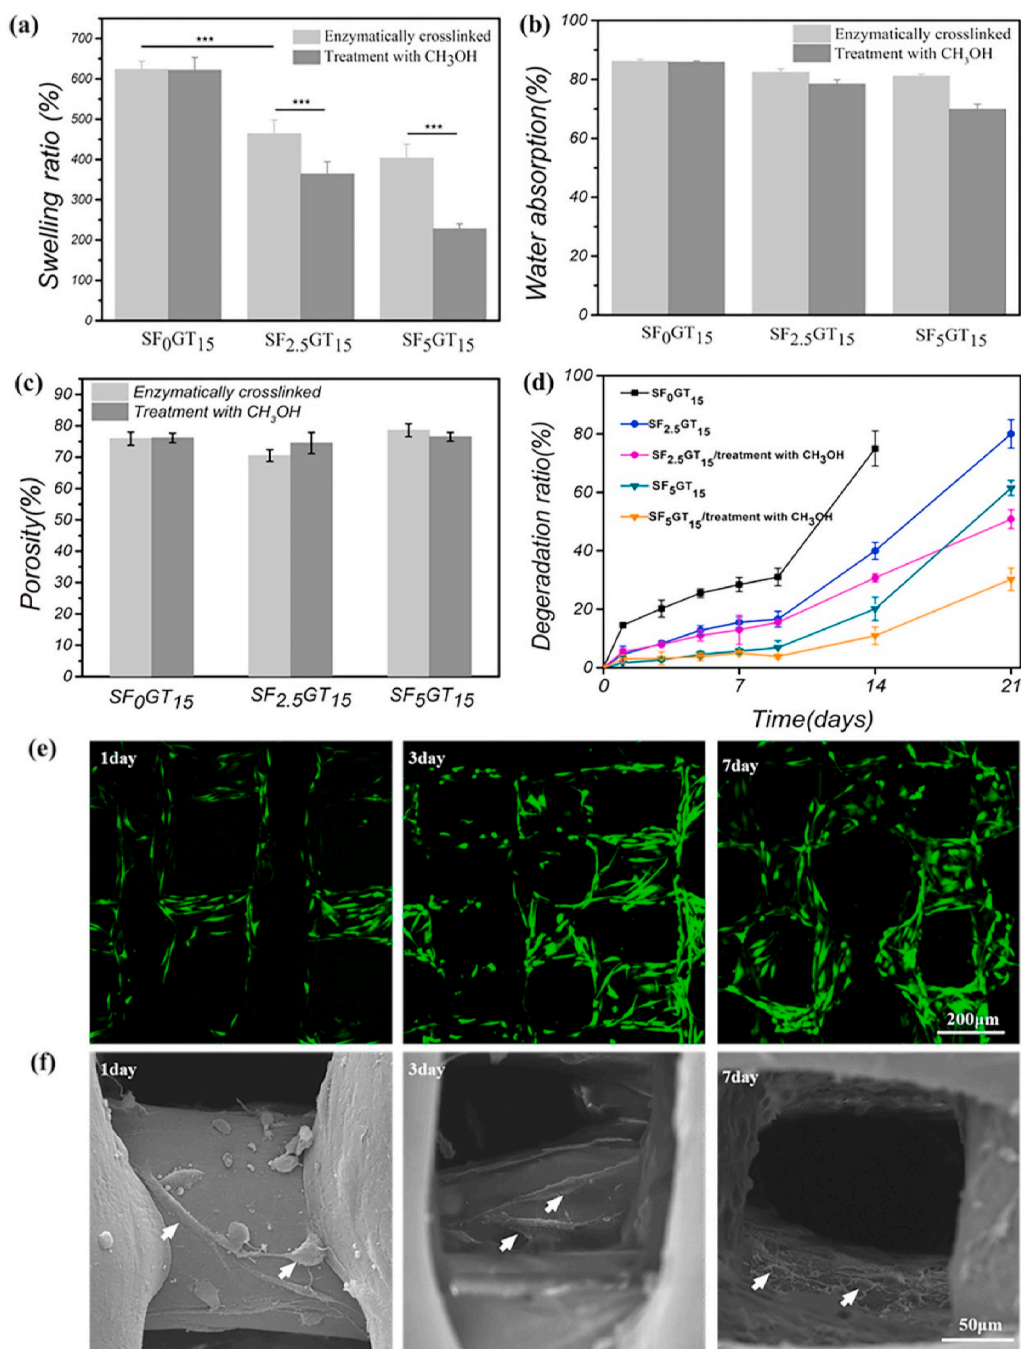 (a)
Swelling ratio (%)
700
600
500
400
300
200
100
0
***
***
***
Enzymatically crosslinked
Treatment with CH3OH
SF0GT15
SF2.5GT15
SF5GT15
(b)
Water absorption(%)
100
80
60
40
20
0
Enzymatically crosslinked
Treatment with CH3OH
SF0GT15
SF2.5GT15
SF5GT15
(c)
Porosity(%)
90
80
70
60
50
40
30
20
10
0
Enzymatically crosslinked
Treatment with CH3OH
SF0GT15
SF2.5GT15
SF5GT15
(d)
Degradation ratio(%)
100
80
60
40
20
0
SF0GT15
SF2.5GT15
SF2.5GT15/treatment with CH3OH
SF5GT15
SF5GT15/treatment with CH3OH
0
7
14
21
Time(days)
(e)
1day
3day
7day
200μm
(f)
1day
3day
7day
50μm